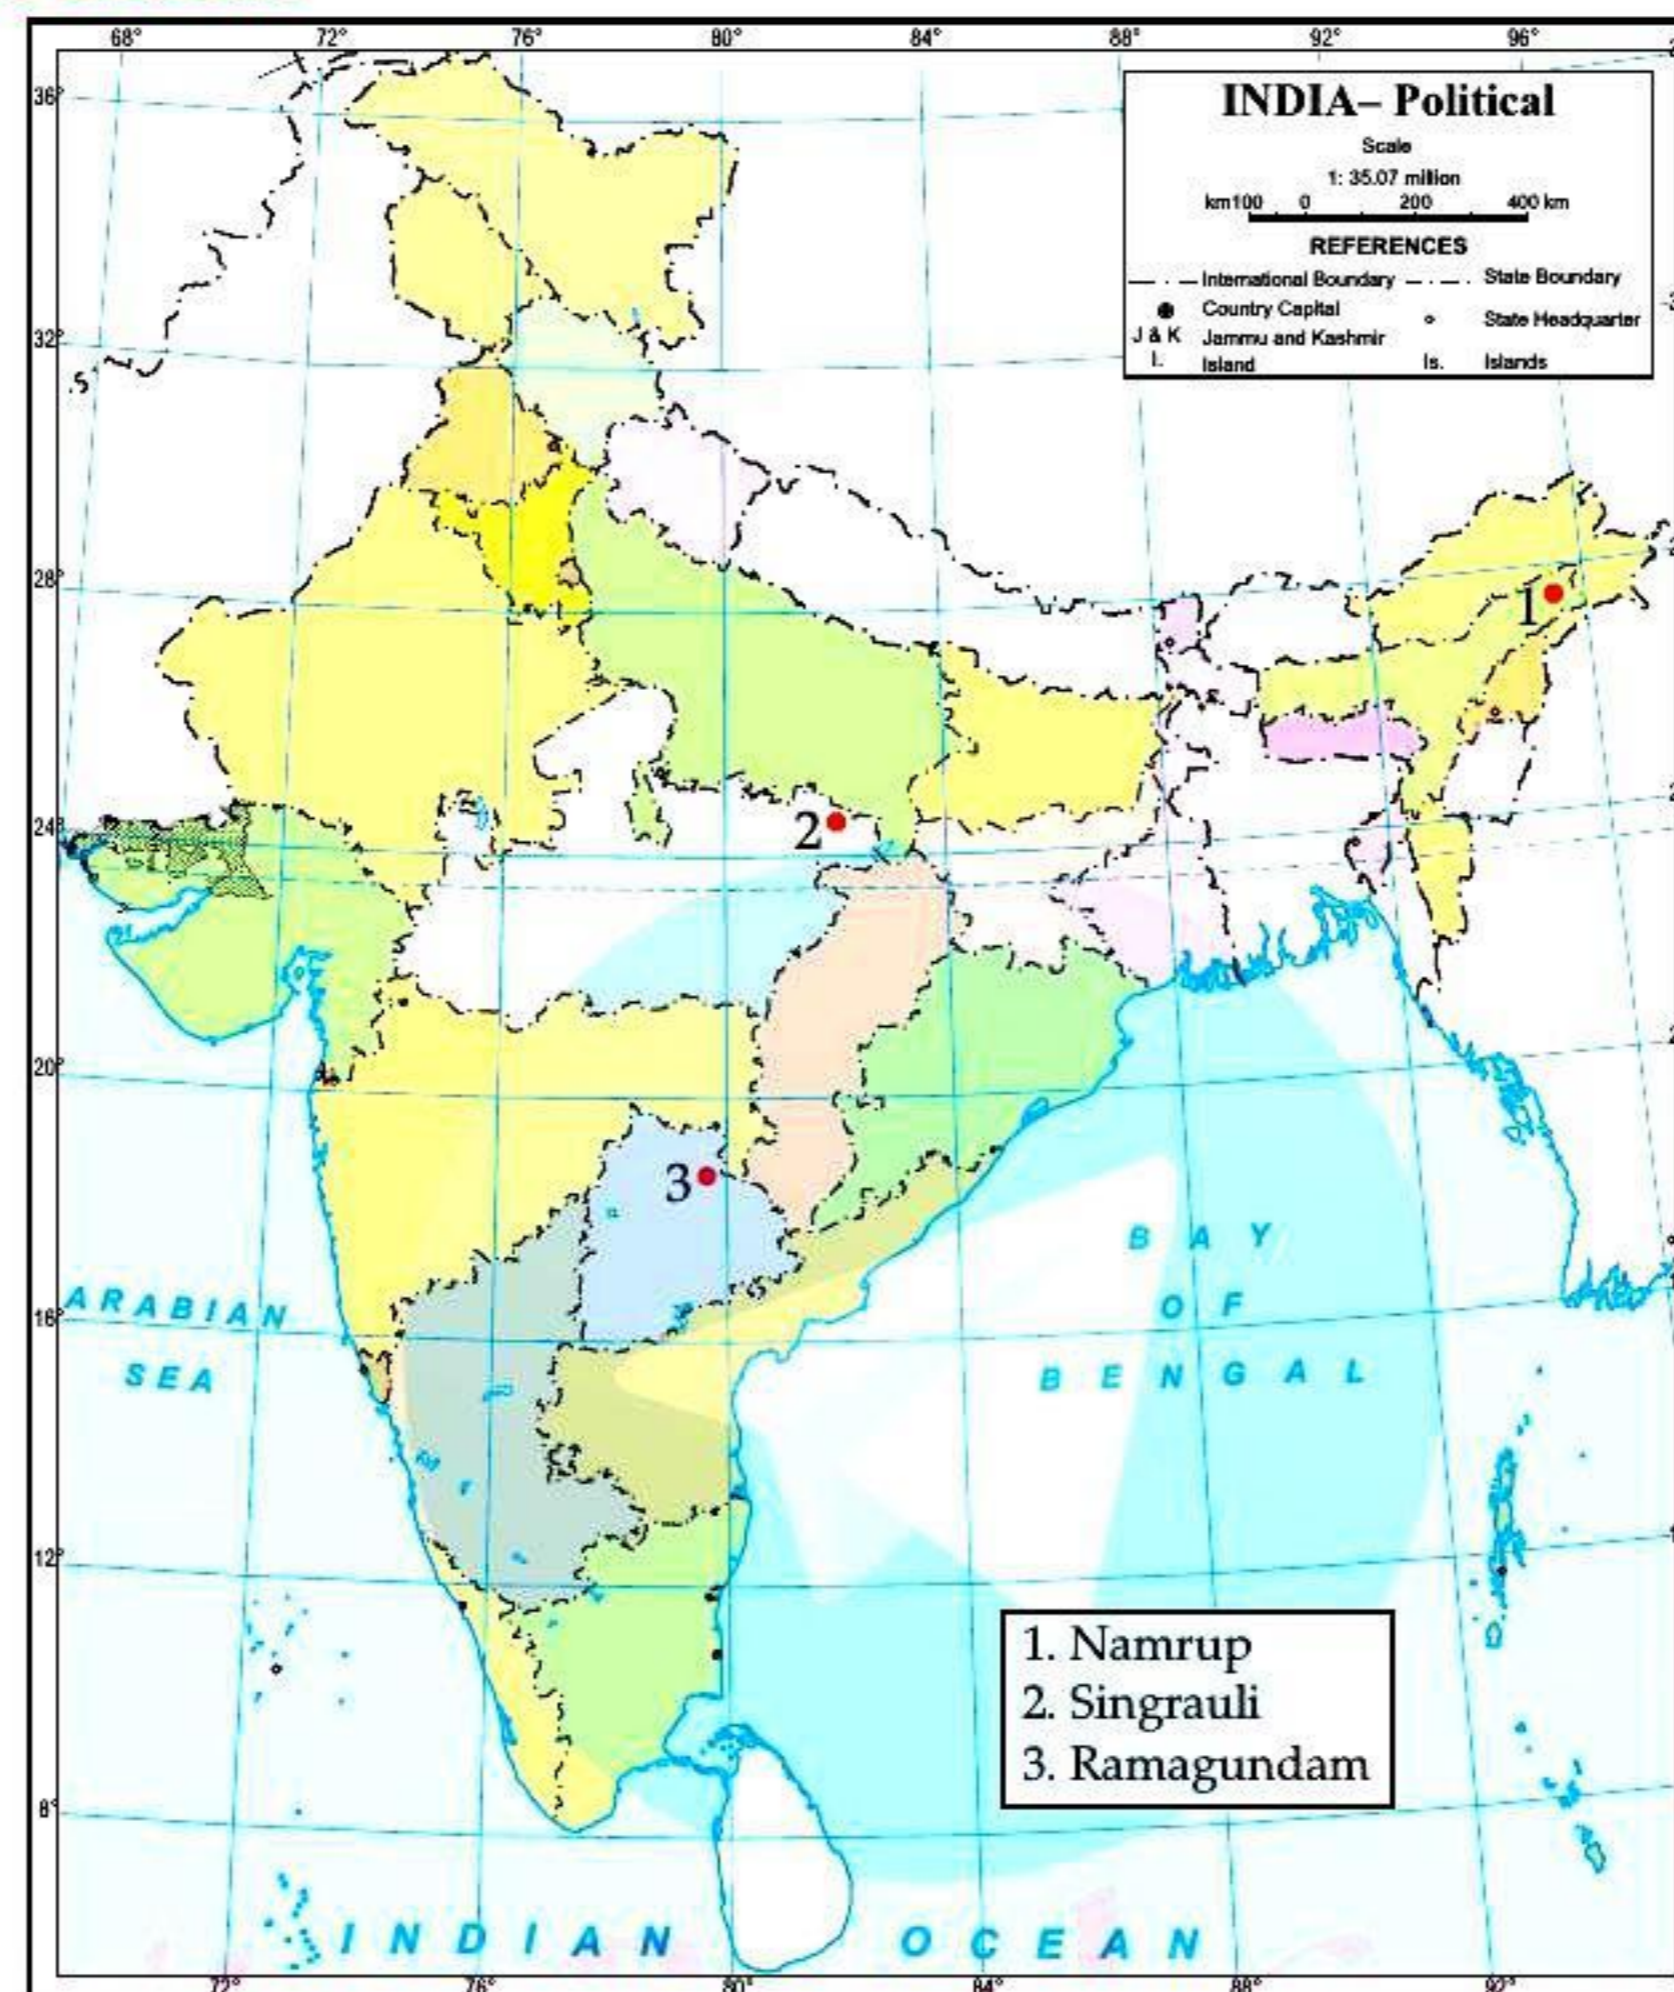 68° 72° 76° 80° 84° 88° 92° 96°
INDIA– Political
Scale
1: 35.07 million
km100 0 200 400 km
REFERENCES
International Boundary State Boundary
Country Capital
State Headquarter
J & K Jammu and Kashmir
I. Island Is. Islands
36°
32°
28°
24°
20°
16°
12°
8°
1
2
3
ARABIAN
SEA
BAY
OF
BENGAL
1. Namrup
2. Singrauli
3. Ramagundam
INDIAN OCEAN
72° 76° 80° 84° 88° 92°